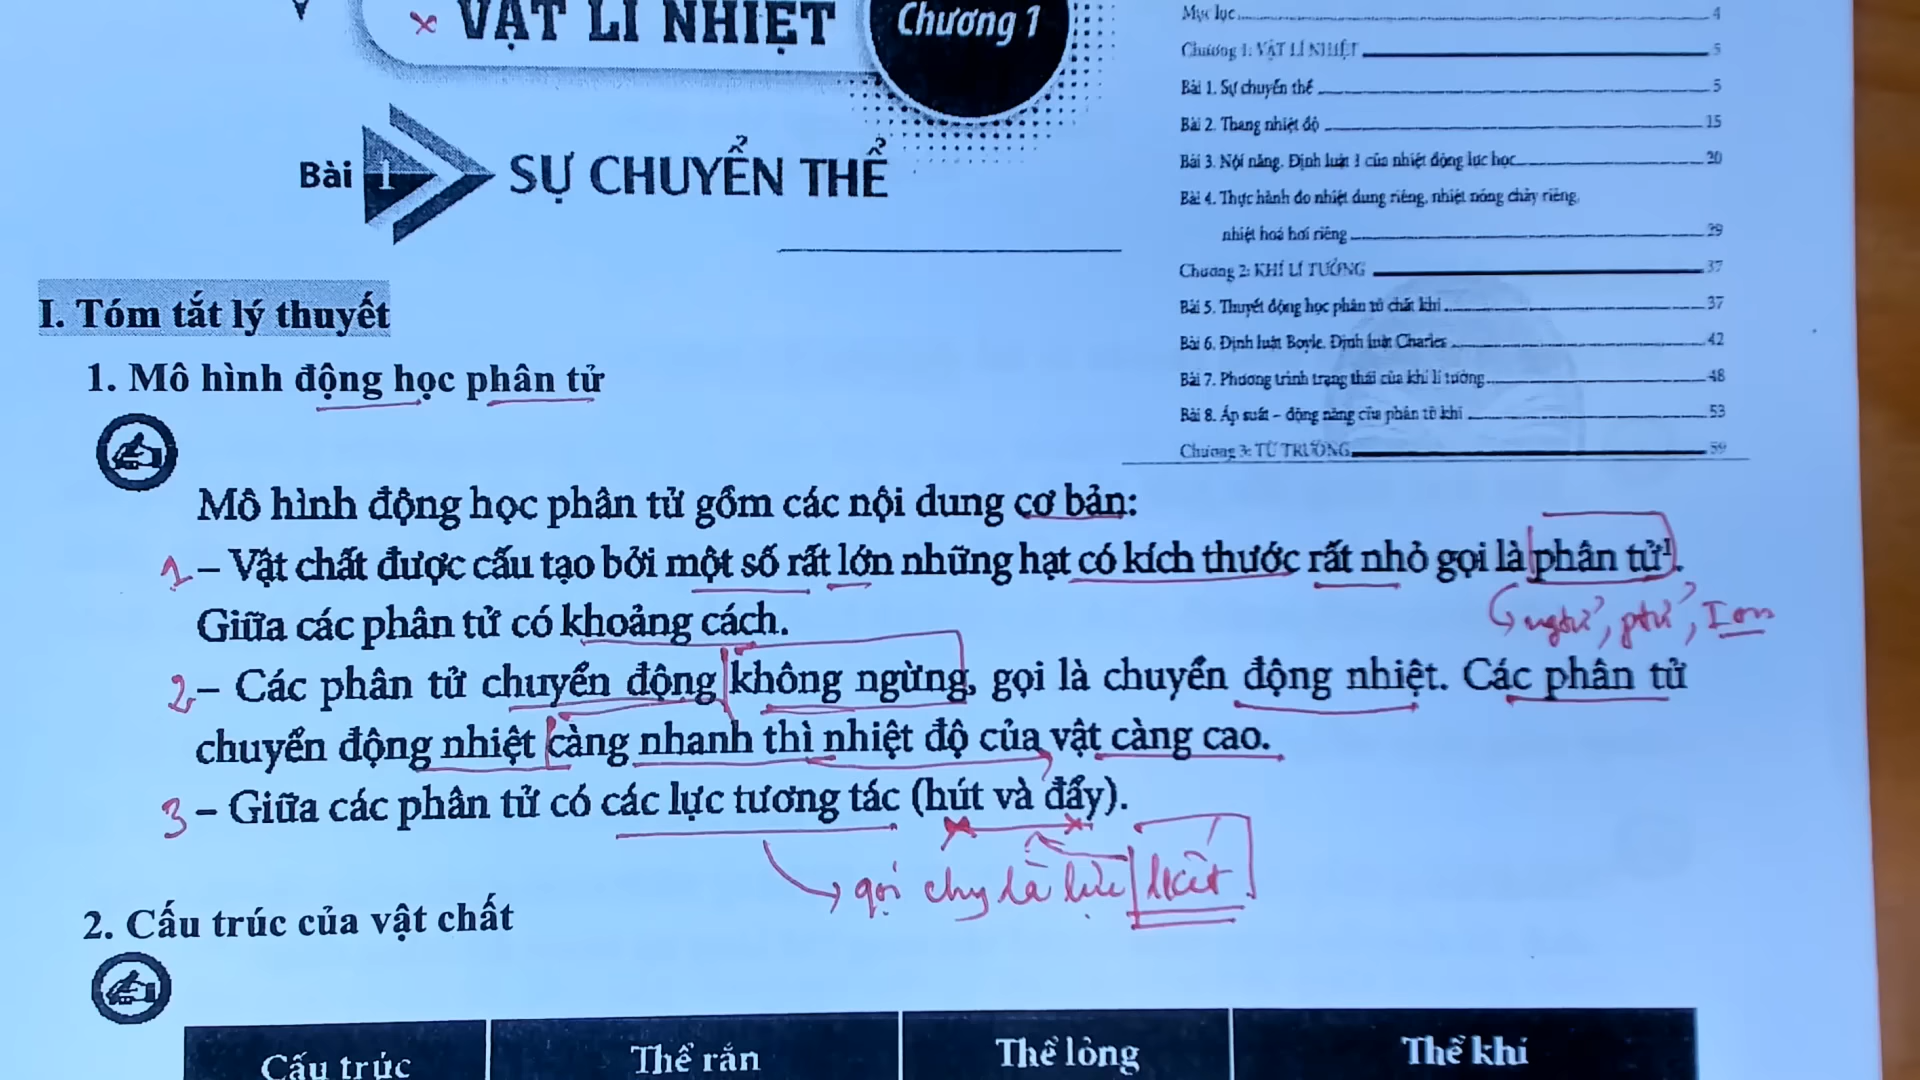 VẬT LÍ NHIỆT
Chương 1
Bài 1
SỰ CHUYỂN THỂ
Mục lục 4
Chương 1: VẬT LÍ NHIỆT 5
Bài 1. Sự chuyển thể 5
Bài 2. Thang nhiệt độ 15
Bài 3. Nội năng. Định luật 1 của nhiệt động lực học 20
Bài 4. Thực hành đo nhiệt dung riêng, nhiệt nóng chảy riêng,
nhiệt hoá hơi riêng 29
Chương 2: KHÍ LÍ TƯỞNG 37
Bài 5. Thuyết động học phân tử chất khí 37
Bài 6. Định luật Boyle. Định luật Charles 42
Bài 7. Phương trình trạng thái của khí lí tưởng 48
Bài 8. Áp suất – động năng của phân tử khí 53
Chương 3: TỪ TRƯỜNG 59
I. Tóm tắt lý thuyết
1. Mô hình động học phân tử
Mô hình động học phân tử gồm các nội dung cơ bản:
1 – Vật chất được cấu tạo bởi một số rất lớn những hạt có kích thước rất nhỏ gọi là phân tử¹.
Giữa các phân tử có khoảng cách.
ngtử, ptử, Ion
2 – Các phân tử chuyển động không ngừng, gọi là chuyển động nhiệt. Các phân tử
chuyển động nhiệt càng nhanh thì nhiệt độ của vật càng cao.
3 – Giữa các phân tử có các lực tương tác (hút và đẩy).
gọi chg là lực lkết
2. Cấu trúc của vật chất
Cấu trúc Thể rắn Thể lỏng Thể khí